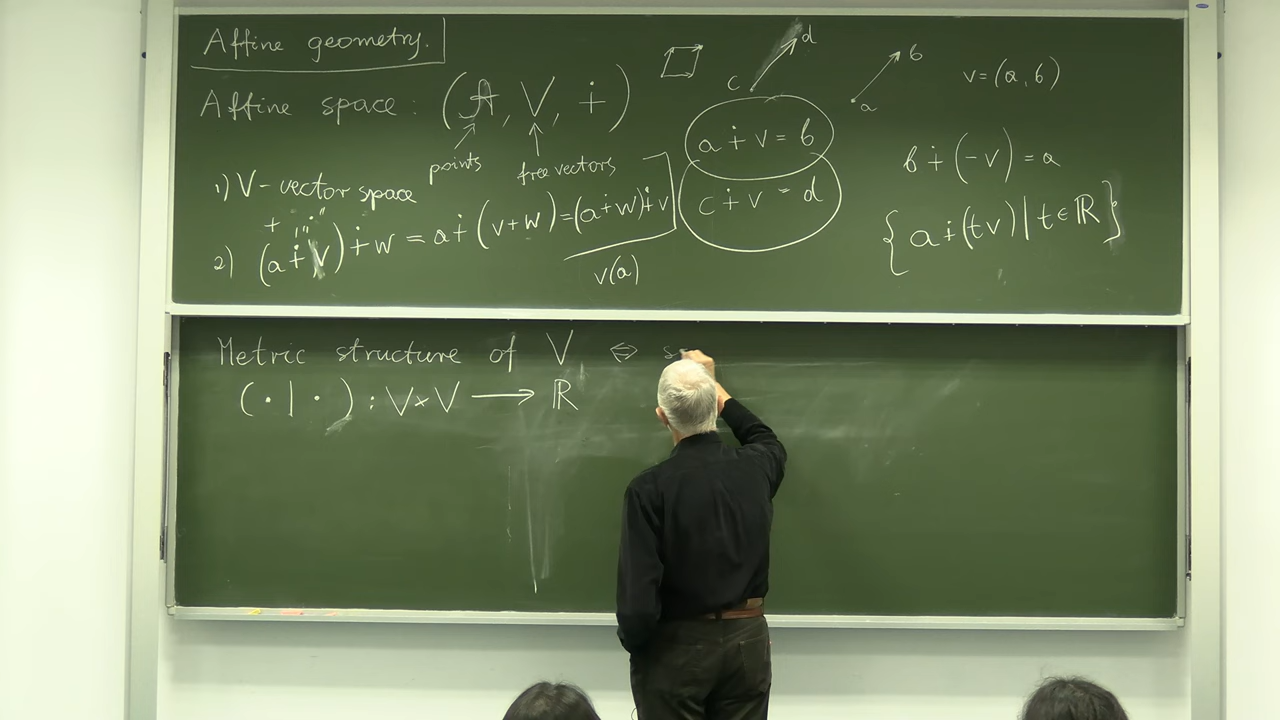 Affine geometry.
Affine space: (A, V, ∔)
points
free vectors
1) V - vector space
+ "∔"
2) (a ∔ v) ∔ w = a ∔ (v + w) = (a ∔ w) ∔ v
v(a)
c d
a b
a ∔ v = b
c ∔ v = d
v = (a, b)
b ∔ (-v) = a
{a ∔ (tv) | t ∈ ℝ}
Metric structure of V ⇔ s
(· | ·) : V × V ⟶ ℝ